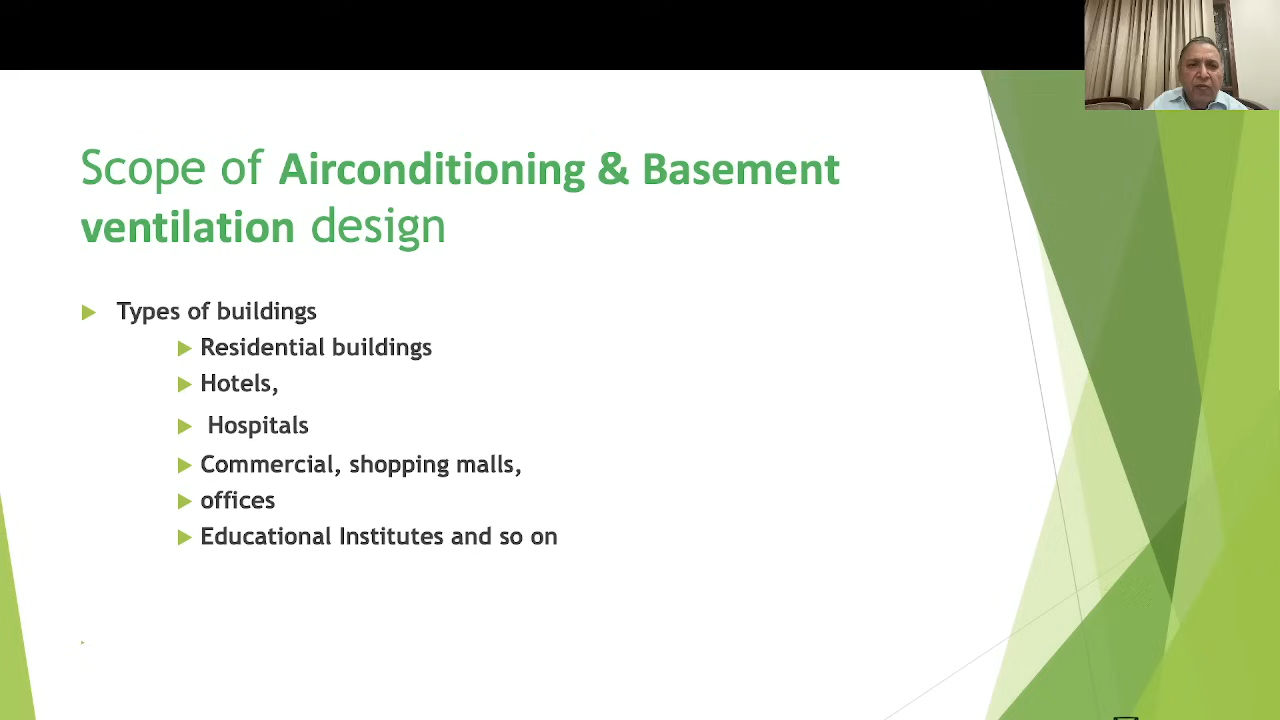 Scope of Airconditioning & Basement
ventilation design
Types of buildings
Residential buildings
Hotels,
Hospitals
Commercial, shopping malls,
offices
Educational Institutes and so on